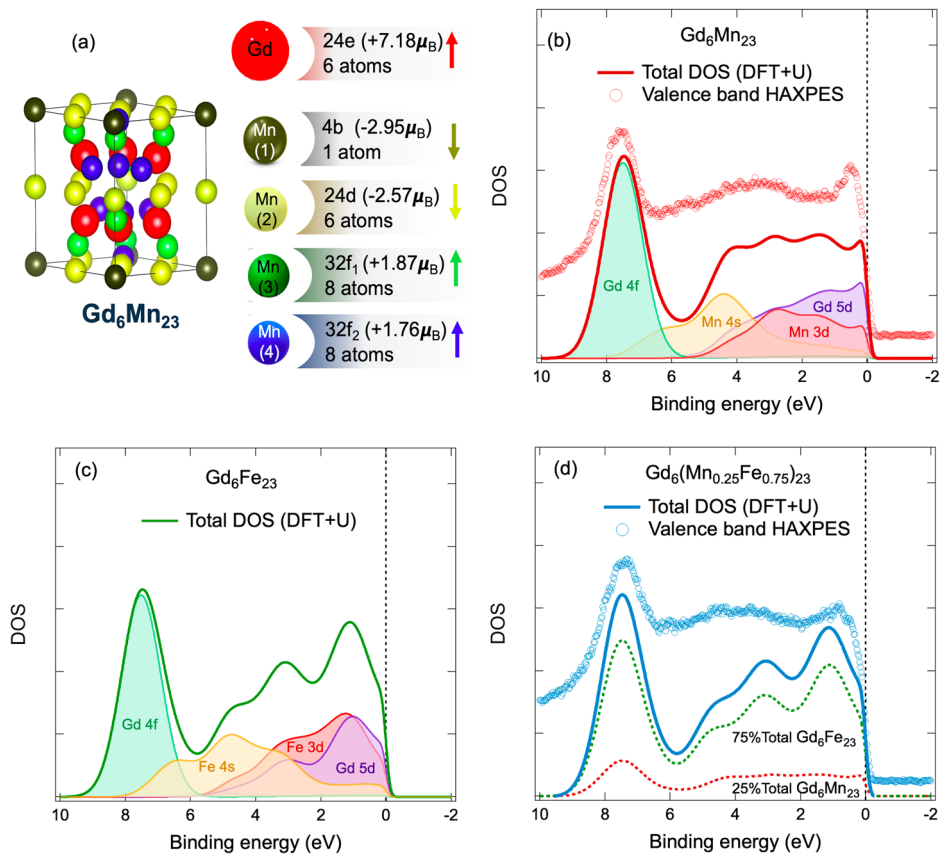 (a)
Gd
24e (+7.18μB)
6 atoms
Mn
(1)
4b (-2.95μB)
1 atom
Mn
(2)
24d (-2.57μB)
6 atoms
Mn
(3)
32f1 (+1.87μB)
8 atoms
Mn
(4)
32f2 (+1.76μB)
8 atoms
Gd6Mn23
(b)
Gd6Mn23
Total DOS (DFT+U)
Valence band HAXPES
DOS
Gd 4f
Mn 4s
Gd 5d
Mn 3d
10 8 6 4 2 0 -2
Binding energy (eV)
(c)
Gd6Fe23
Total DOS (DFT+U)
DOS
Gd 4f
Fe 4s
Fe 3d
Gd 5d
10 8 6 4 2 0 -2
Binding energy (eV)
(d)
Gd6(Mn0.25Fe0.75)23
Total DOS (DFT+U)
Valence band HAXPES
DOS
75%Total Gd6Fe23
25%Total Gd6Mn23
10 8 6 4 2 0 -2
Binding energy (eV)